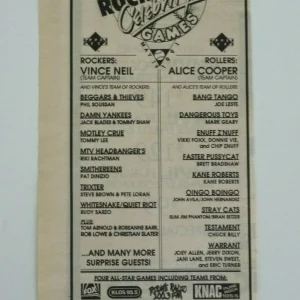 ROCK
Celebrity
GAMES
ROCKERS:
VINCE NEIL
(TEAM CAPTAIN)
AND VINCE'S TEAM OF ROCKERS:
BEGGARS & THIEVES
PHIL SOUSSAN
DAMN YANKEES
JACK BLADES & TOMMY SHAW
MOTLEY CRUE
TOMMY LEE
MTV HEADBANGER'S
RIKI RACHTMAN
SMITHEREENS
PAT DINIZIO
TRIXTER
STEVE BROWN & PETE LORAN
WHITESNAKE/QUIET RIOT
RUDY SARZO
PLUS:
TOM ARNOLD & ROSEANNE BARR,
ROB LOWE & CHRISTIAN SLATER
...AND MANY MORE
SURPRISE GUESTS!
ROLLERS:
ALICE COOPER
(TEAM CAPTAIN)
AND ALICE'S TEAM OF ROLLERS:
BANG TANGO
JOE LESTE
DANGEROUS TOYS
MARK GEARY
ENUFF Z'NUFF
VIKKI FOXX, DONNIE VIE,
and CHIP ZNUFF
FASTER PUSSYCAT
BRETT BRADSHAW
KANE ROBERTS
KANE ROBERTS
OINGO BOINGO
JOHN AVILA, JOHN HERNANDEZ
STRAY CATS
SLIM JIM PHANTOM/BRIAN SETZER
TESTAMENT
CHUCK BILLY
WARRANT
JOEY ALLEN, JERRY DIXON,
JANI LANE, STEVEN SWEET,
and ERIC TURNER
FOUR ALL-STAR GAMES INCLUDING TEAMS FROM:
KLOS 95.5
KNAC